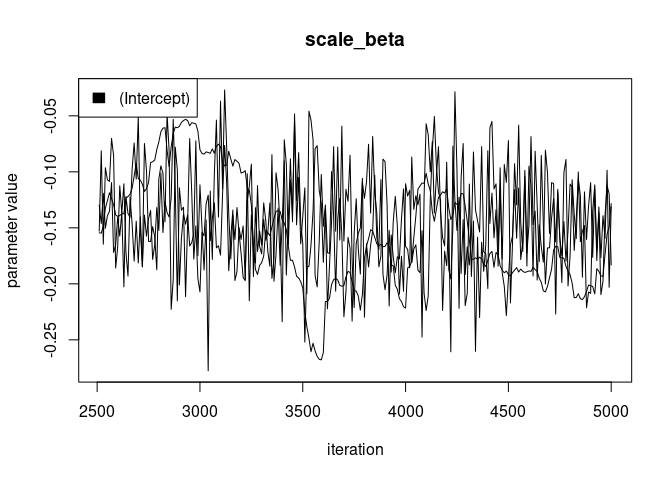 scale_beta
(Intercept)
-0.05
-0.10
-0.15
-0.20
-0.25
parameter value
2500 3000 3500 4000 4500 5000
iteration